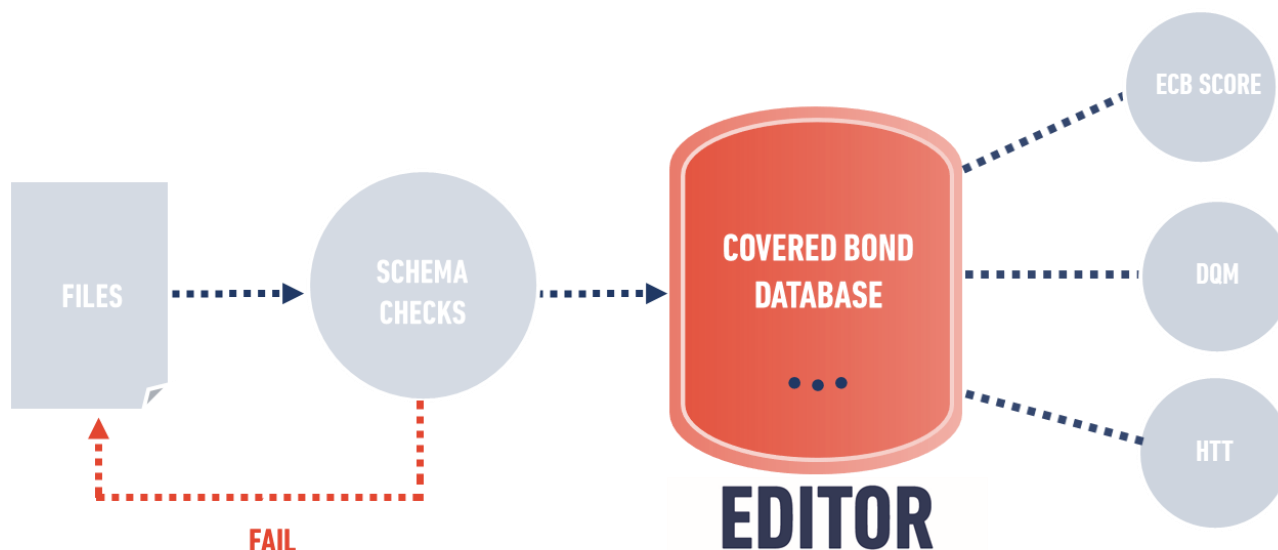 FILES
SCHEMA
CHECKS
FAIL
COVERED BOND
DATABASE
EDITOR
ECB SCORE
DQM
HTT